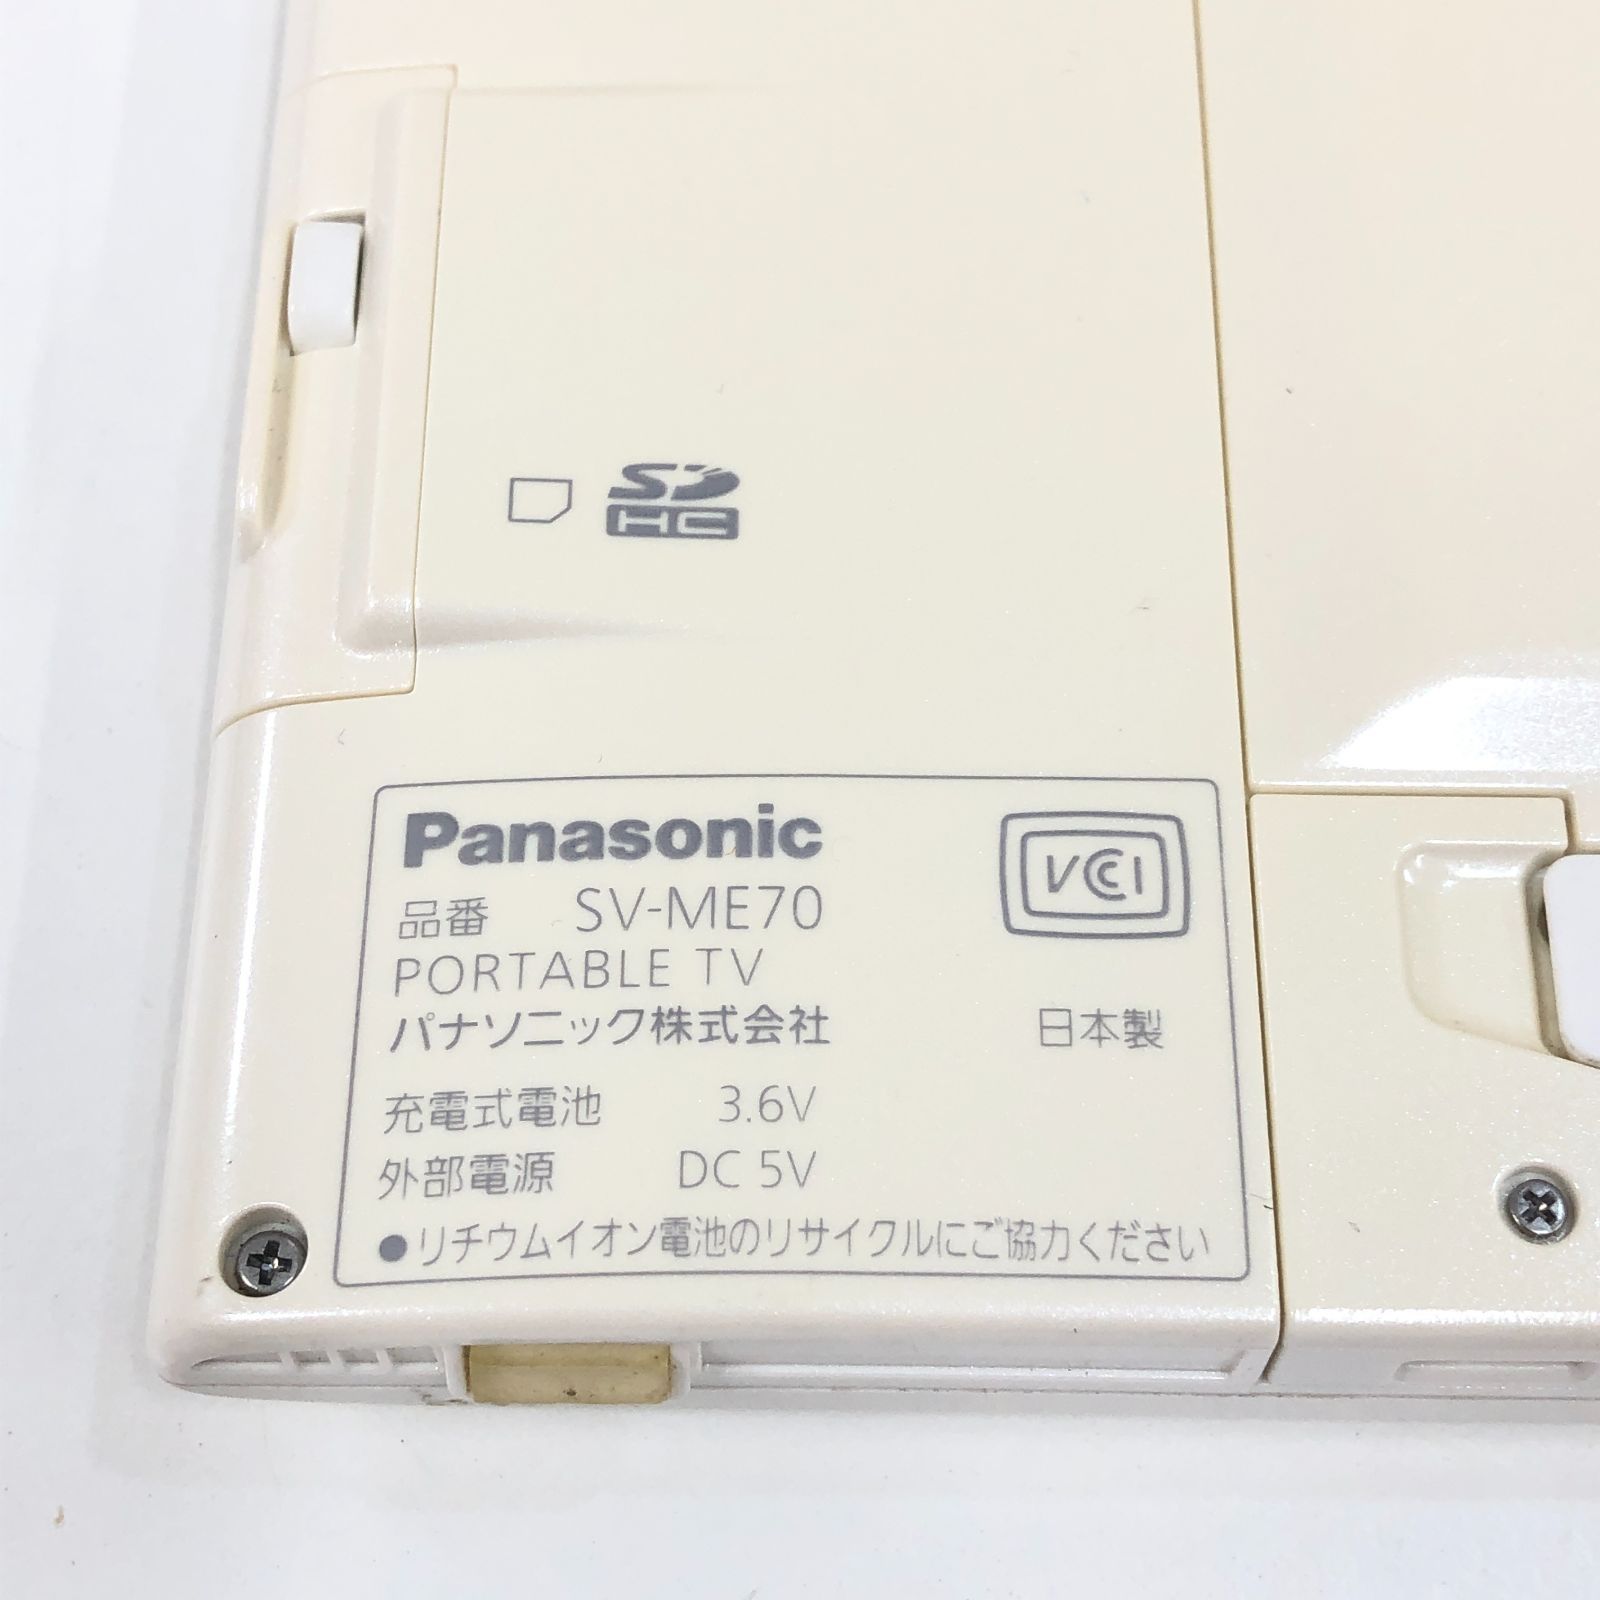 SD
HC
Panasonic
VCCI
品番 SV-ME70
PORTABLE TV
パナソニック株式会社 日本製
充電式電池 3.6V
外部電源 DC 5V
●リチウムイオン電池のリサイクルにご協力ください